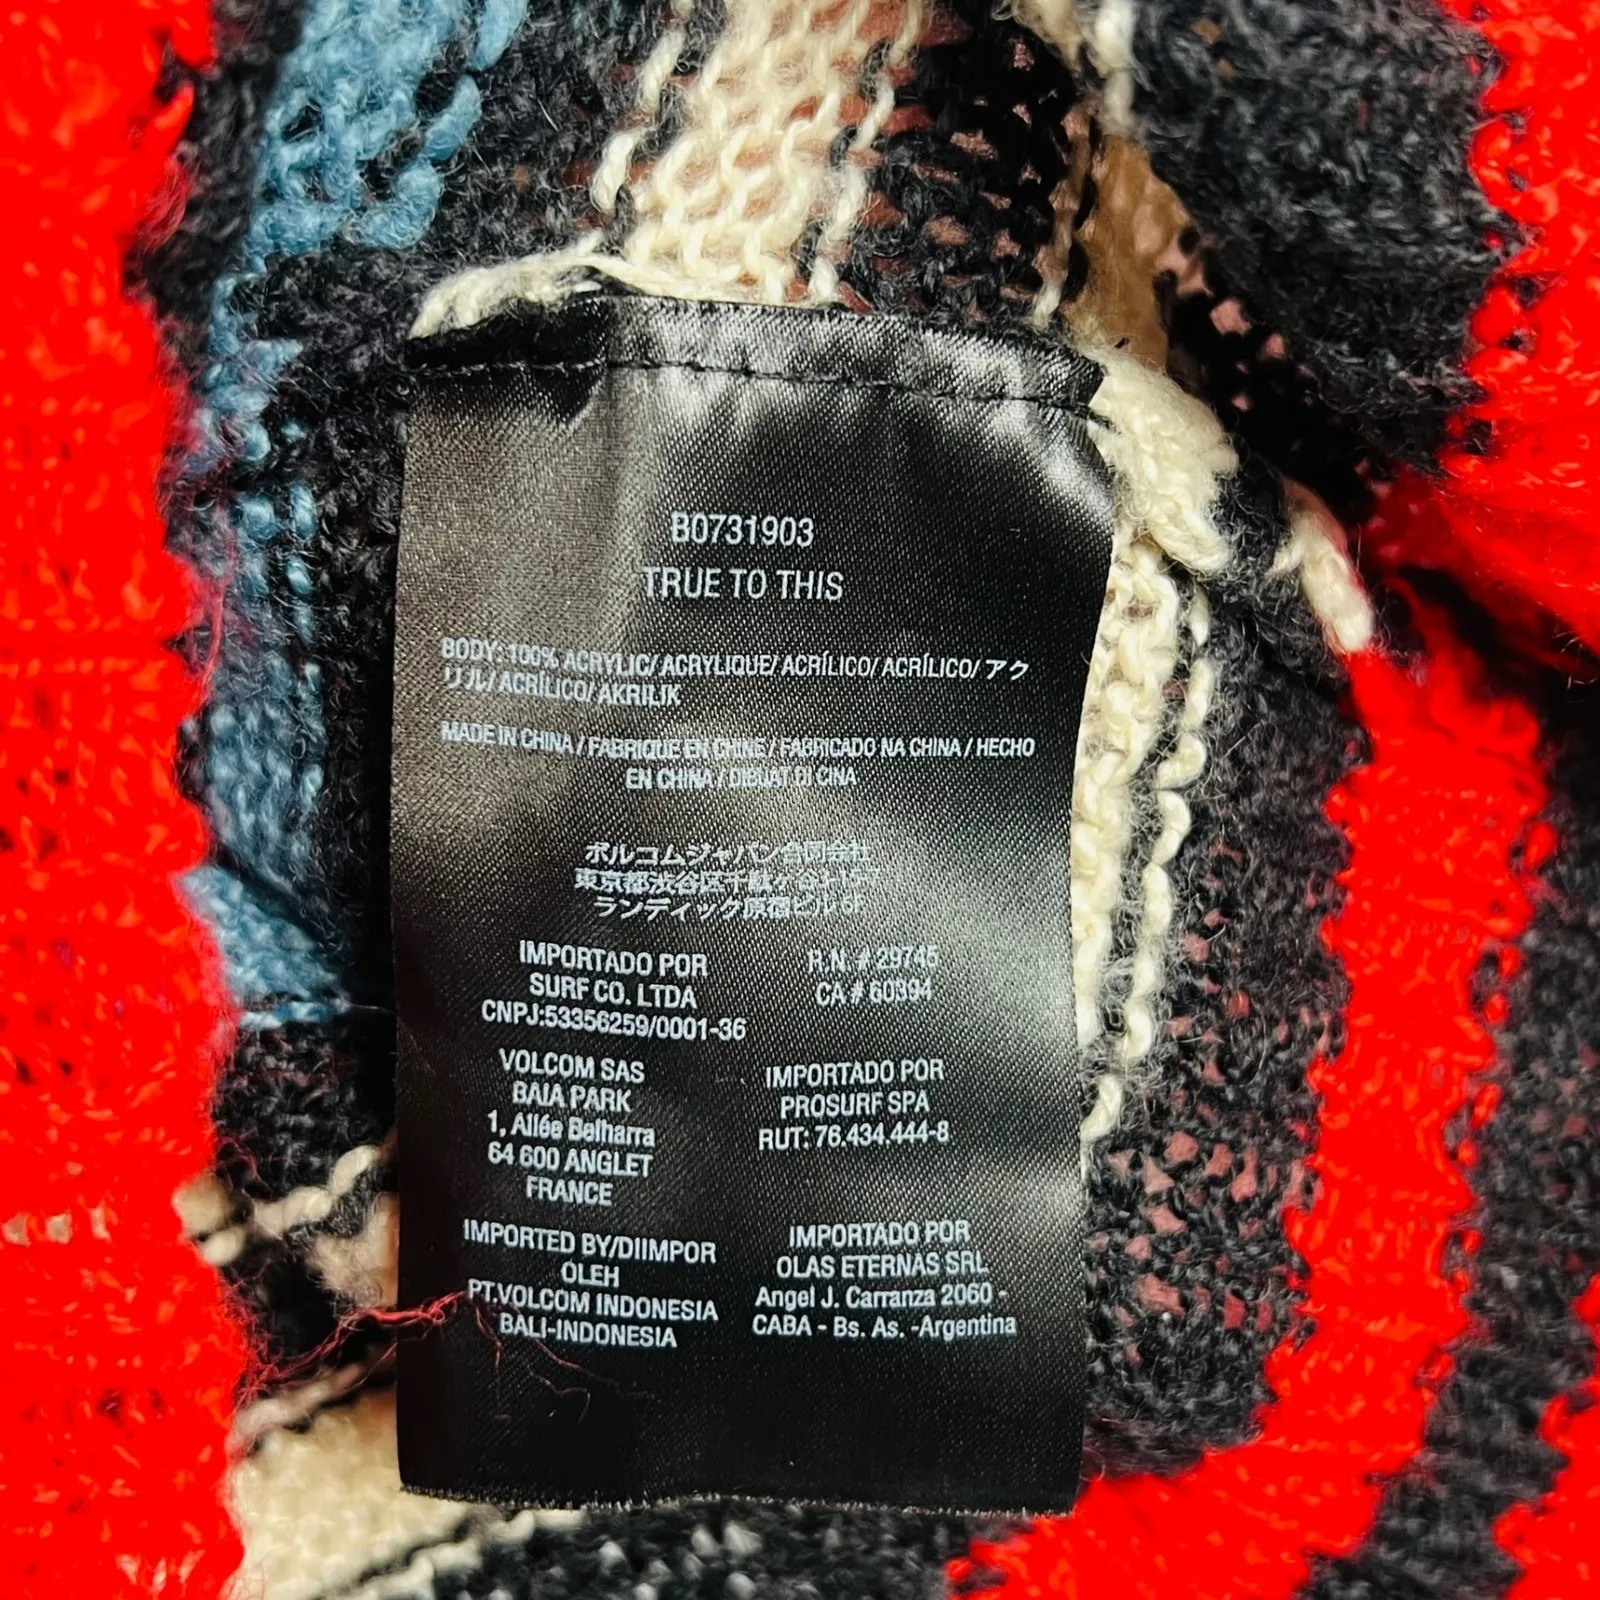 B0731903
TRUE TO THIS
BODY: 100% ACRYLIC/ ACRYLIQUE/ ACRÍLICO/ ACRÍLICO/ アク
リル/ ACRÍLICO/ AKRILIK
MADE IN CHINA / FABRIQUE EN CHINE / FABRICADO NA CHINA / HECHO
EN CHINA / DIBUAT DI CINA
ボルコムジャパン合同会社
東京都渋谷区千駄ヶ谷
ランディック原宿ビル
IMPORTADO POR
SURF CO. LTDA
CNPJ:53356259/0001-36
R.N. # 29745
CA # 60394
VOLCOM SAS
BAIA PARK
1, Allée Belharra
64 600 ANGLET
FRANCE
IMPORTADO POR
PROSURF SPA
RUT: 76.434.444-8
IMPORTED BY/DIIMPOR
OLEH
PT.VOLCOM INDONESIA
BALI-INDONESIA
IMPORTADO POR
OLAS ETERNAS SRL
Angel J. Carranza 2060 -
CABA - Bs. As. -Argentina